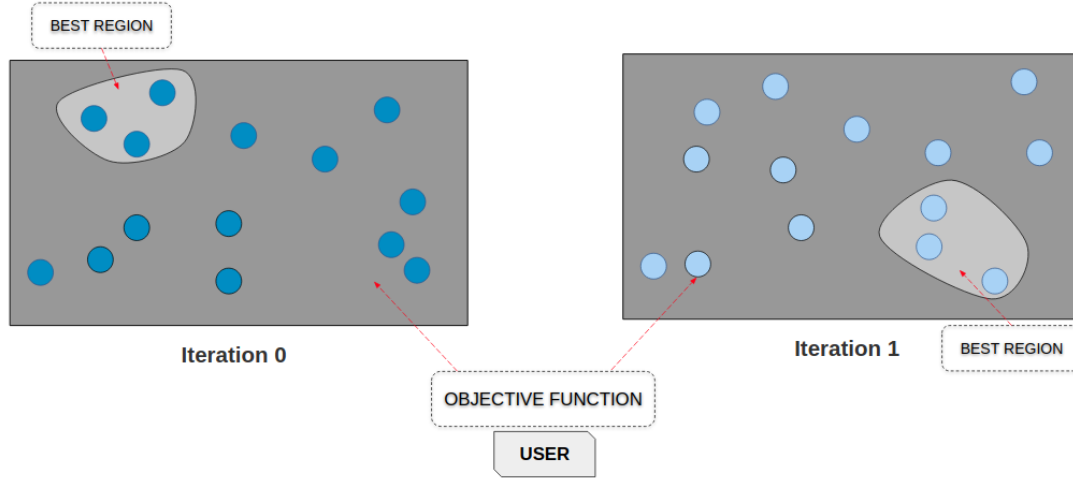 BEST REGION
Iteration 0
Iteration 1
BEST REGION
OBJECTIVE FUNCTION
USER